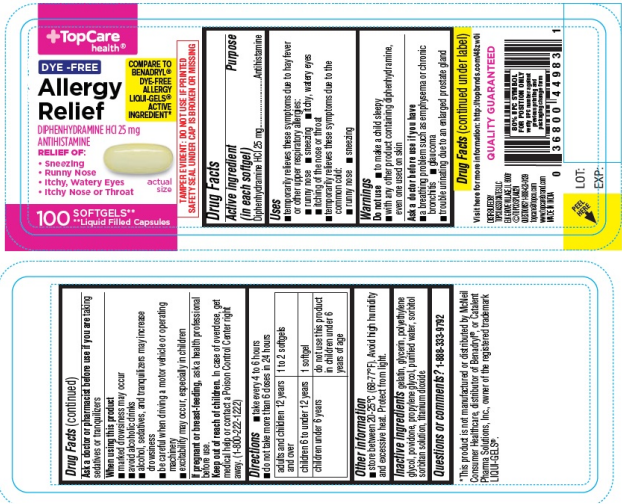 TopCare
health®
DYE-FREE
Allergy
Relief
DIPHENHYDRAMINE HCl 25 mg
ANTIHISTAMINE
RELIEF OF:
• Sneezing
• Runny Nose
• Itchy, Watery Eyes
• Itchy Nose or Throat
COMPARE TO
BENADRYL®
DYE-FREE
ALLERGY
LIQUI-GELS®
ACTIVE
INGREDIENT*
actual
size
100 SOFTGELS**
**Liquid Filled Capsules
TAMPER EVIDENT: DO NOT USE IF PRINTED
SAFETY SEAL UNDER CAP IS BROKEN OR MISSING
Drug Facts
Active ingredient Purpose
(in each softgel)
Diphenhydramine HCl 25 mg Antihistamine
Uses
■ temporarily relieves these symptoms due to hay fever
or other upper respiratory allergies:
■ runny nose ■ sneezing ■ itchy, watery eyes
■ itching of the nose or throat
■ temporarily relieves these symptoms due to the
common cold:
■ runny nose ■ sneezing
Warnings
Do not use ■ to make a child sleepy
■ with any other product containing diphenhydramine,
even one used on skin
Ask a doctor before use if you have
■ a breathing problem such as emphysema or chronic
bronchitis ■ glaucoma
■ trouble urinating due to an enlarged prostate gland
Drug Facts (continued under label)
Visit here for more information: http://topbrnds.com/48zw0l
QUALITY GUARANTEED
80% UPC SYMBOL
FOR POSITION ONLY
0 36800 44983 1
LOT:
EXP:
PEEL
HERE
Drug Facts (continued)
Ask a doctor or pharmacist before use if you are taking
sedatives or tranquilizers
When using this product
■ marked drowsiness may occur
■ avoid alcoholic drinks
■ alcohol, sedatives, and tranquilizers may increase
drowsiness
■ be careful when driving a motor vehicle or operating
machinery
■ excitability may occur, especially in children
If pregnant or breast-feeding, ask a health professional
before use.
Keep out of reach of children. In case of overdose, get
medical help or contact a Poison Control Center right
away. (1-800-222-1222)
Directions ■ take every 4 to 6 hours
■ do not take more than 6 doses in 24 hours
adults and children 12 years
and over
1 to 2 softgels
children 6 to under 12 years
1 softgel
children under 6 years
do not use this product
in children under 6
years of age
Other information
■ store between 20-25°C (68-77°F). Avoid high humidity
and excessive heat. Protect from light.
Inactive ingredients gelatin, glycerin, polyethylene
glycol, povidone, propylene glycol, purified water, sorbitol
sorbitan solution, titanium dioxide
Questions or comments? 1-888-333-9792
*This product is not manufactured or distributed by McNeil
Consumer Healthcare, distributor of Benadryl®, or Catalent
Pharma Solutions, Inc., owner of the registered trademark
LIQUI-GELS®.